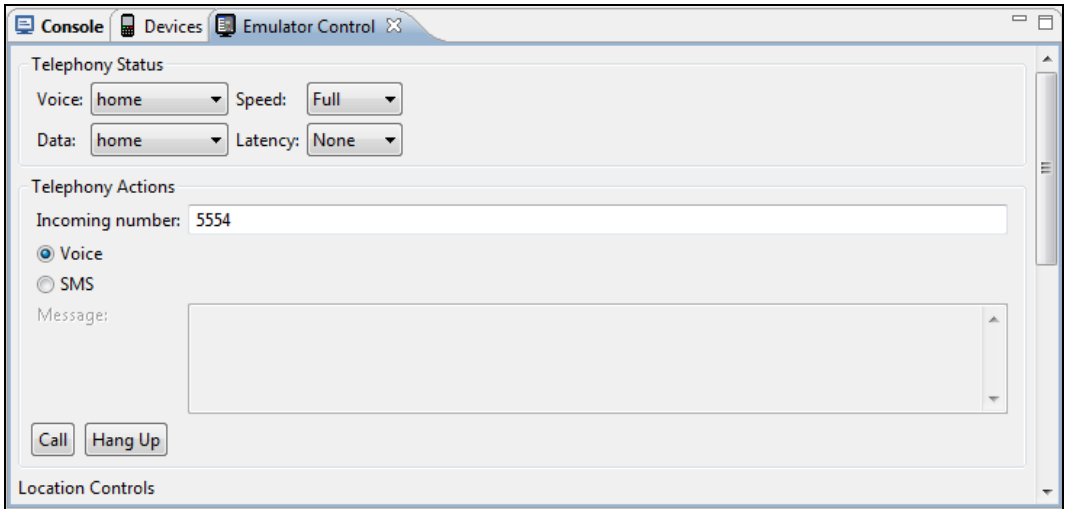 Console Devices Emulator Control
Telephony Status
Voice: home Speed: Full
Data: home Latency: None
Telephony Actions
Incoming number: 5554
Voice
SMS
Message:
Call Hang Up
Location Controls